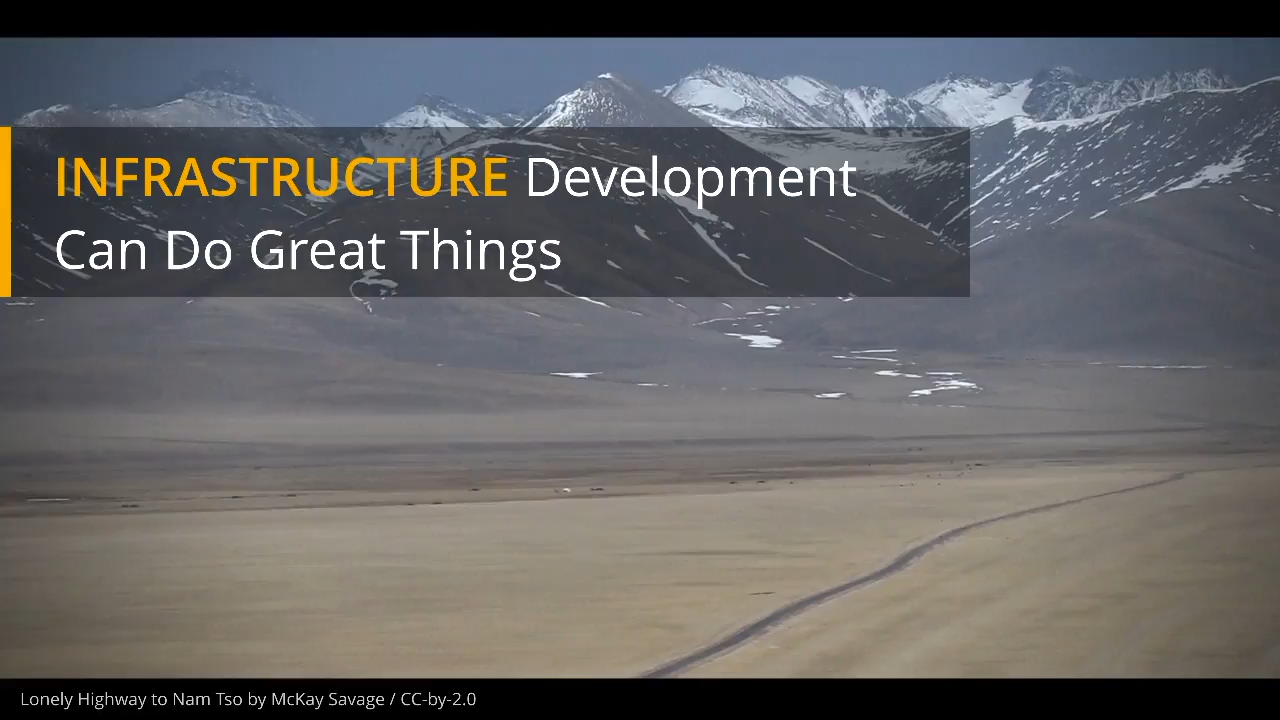 INFRASTRUCTURE Development
Can Do Great Things
Lonely Highway to Nam Tso by McKay Savage / CC-by-2.0